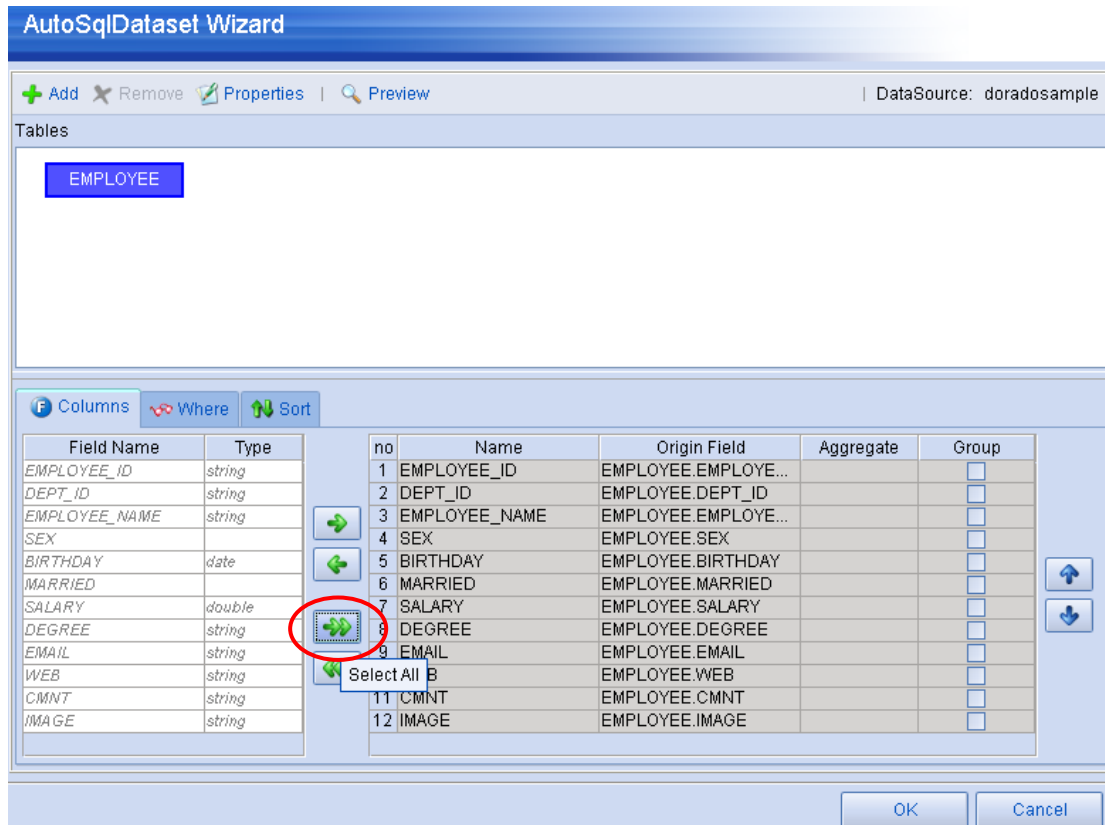 AutoSqlDataset Wizard
Add Remove Properties | Preview | DataSource: doradosample
Tables
EMPLOYEE
Columns Where Sort
Field Name Type no Name Origin Field Aggregate Group
EMPLOYEE_ID string 1 EMPLOYEE_ID EMPLOYEE.EMPLOYE...
DEPT_ID string 2 DEPT_ID EMPLOYEE.DEPT_ID
EMPLOYEE_NAME string 3 EMPLOYEE_NAME EMPLOYEE.EMPLOYE...
SEX 4 SEX EMPLOYEE.SEX
BIRTHDAY date 5 BIRTHDAY EMPLOYEE.BIRTHDAY
MARRIED 6 MARRIED EMPLOYEE.MARRIED
SALARY double 7 SALARY EMPLOYEE.SALARY
DEGREE string 8 DEGREE EMPLOYEE.DEGREE
EMAIL string 9 EMAIL EMPLOYEE.EMAIL
WEB string Select All B EMPLOYEE.WEB
CMNT string 11 CMNT EMPLOYEE.CMNT
IMAGE string 12 IMAGE EMPLOYEE.IMAGE
OK Cancel